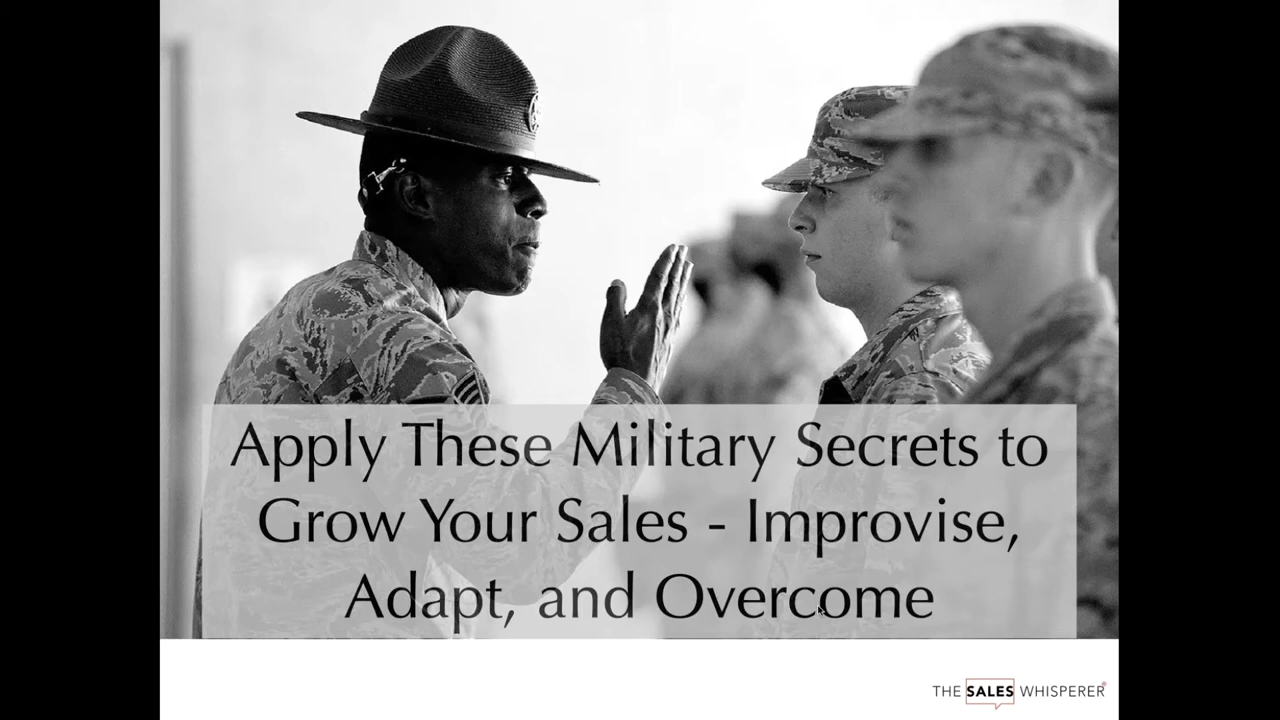 Apply These Military Secrets to
Grow Your Sales - Improvise,
Adapt, and Overcome
THE SALES WHISPERER®